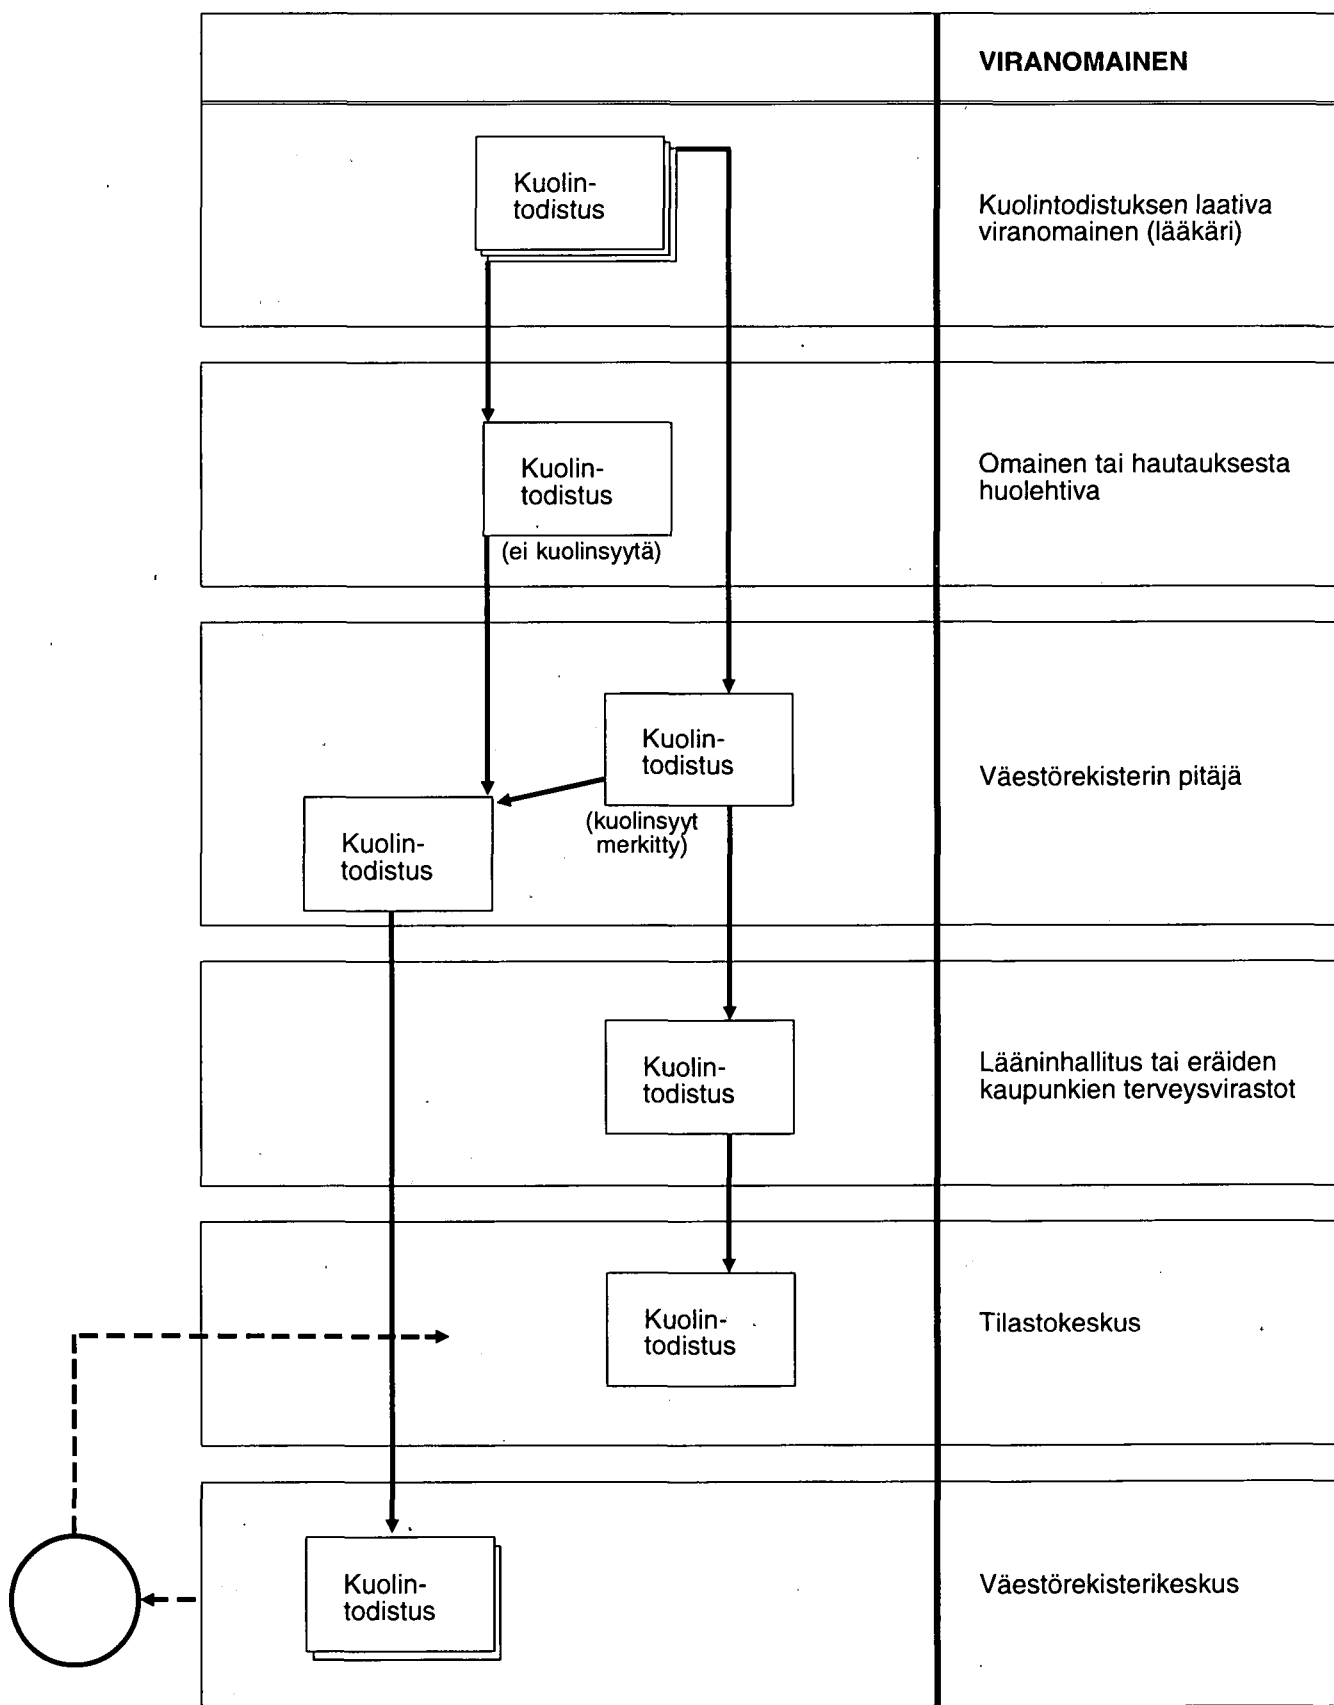 VIRANOMAINEN
Kuolin-
todistus
Kuolintodistuksen laativa
viranomainen (lääkäri)
Kuolin-
todistus
(ei kuolinsyytä)
Omainen tai hautauksesta
huolehtiva
Kuolin-
todistus
(kuolinsyyt
merkitty)
Kuolin-
todistus
Väestörekisterin pitäjä
Kuolin-
todistus
Lääninhallitus tai eräiden
kaupunkien terveysvirastot
Kuolin-
todistus
Tilastokeskus
Kuolin-
todistus
Väestörekisterikeskus